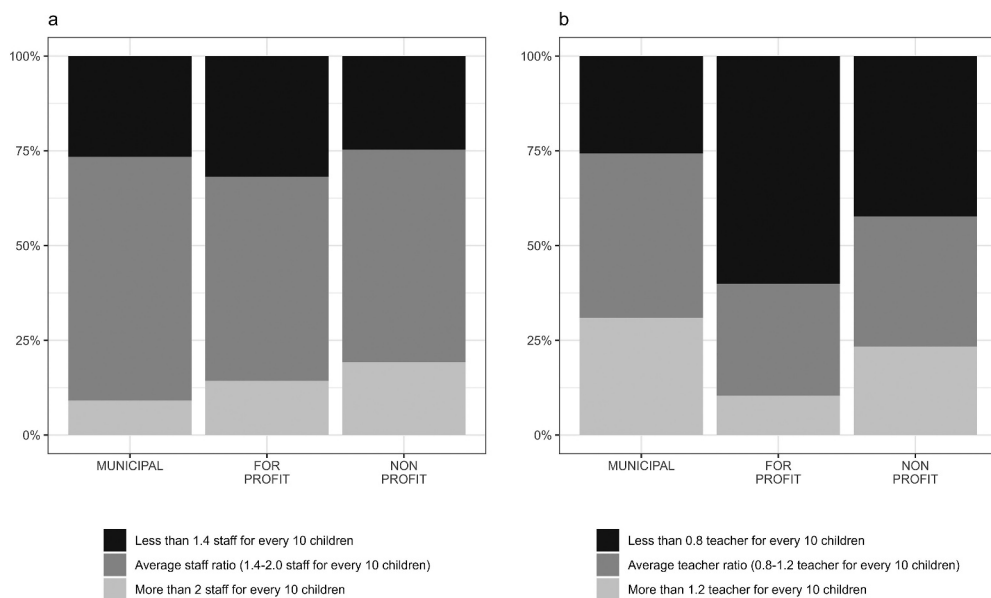 a
100%
75%
50%
25%
0%
MUNICIPAL
FOR
PROFIT
NON
PROFIT
Less than 1.4 staff for every 10 children
Average staff ratio (1.4-2.0 staff for every 10 children)
More than 2 staff for every 10 children
b
100%
75%
50%
25%
0%
MUNICIPAL
FOR
PROFIT
NON
PROFIT
Less than 0.8 teacher for every 10 children
Average teacher ratio (0.8-1.2 teacher for every 10 children)
More than 1.2 teacher for every 10 children